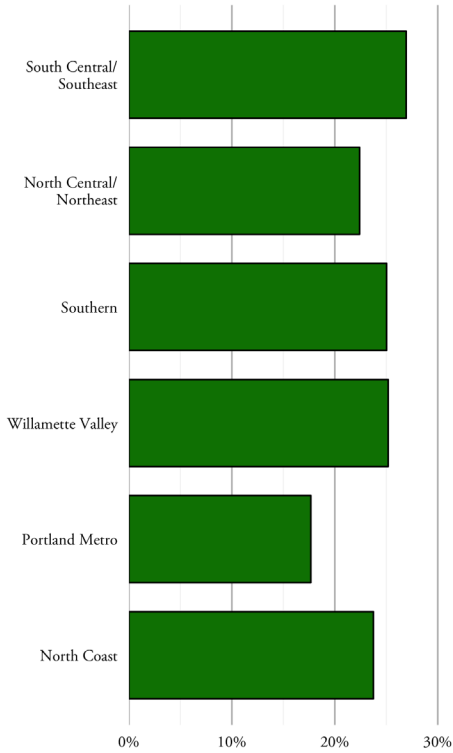 South Central/
Southeast
North Central/
Northeast
Southern
Willamette Valley
Portland Metro
North Coast
0% 10% 20% 30%